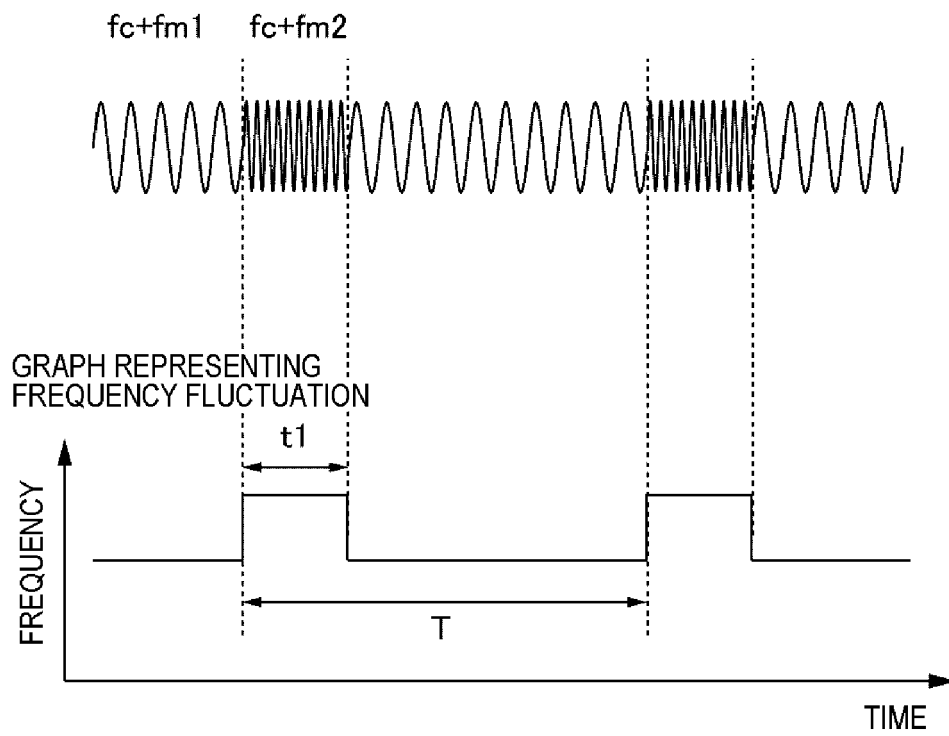 fc+fm1 fc+fm2
GRAPH REPRESENTING
FREQUENCY FLUCTUATION
t1
FREQUENCY
T
TIME